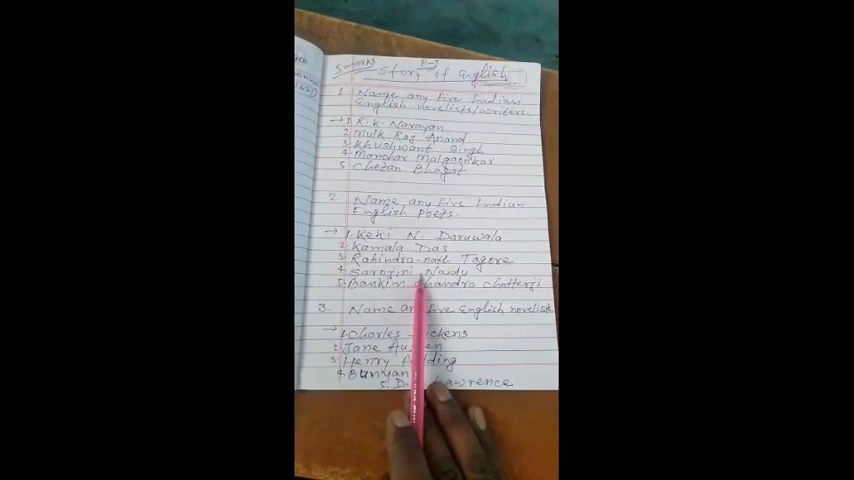 5 marks
P-I
Story of English
1 Name any five Indian
English novelists/writers.
→ 1. R. K. Narayan
2 Mulk Raj Anand
3 Khushwant Singh
4 Manohar Malgaonkar
5 Chetan Bhagat
2. Name any five Indian
English Poets.
→ 1. Keki N. Daruwala
2. Kamala Das
3 Rabindra-nath Tagore
4 Sarojini Naidu
5. Bankim Chandra Chatterji
3. Name any five English novelist
→ 1. Charles Dickens
2. Jane Austen
3. Henry Fielding
4. Bunyan
5. D. Lawrence